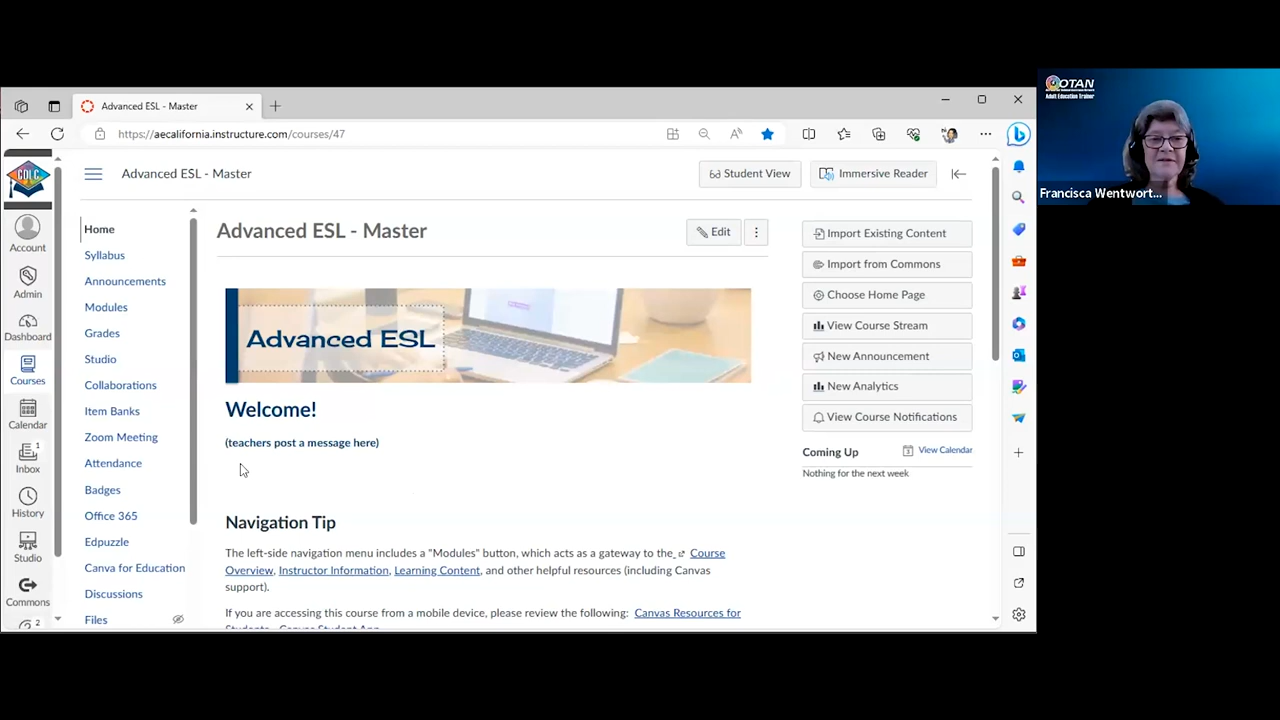 Advanced ESL - Master
https://aecalifornia.instructure.com/courses/47
OTAN
Adult Education Trainer
Francisca Wentwort...
COLC
Account
Admin
Dashboard
Courses
Calendar
1
Inbox
History
Studio
Commons
2
Advanced ESL - Master
Student View
Immersive Reader
Home
Syllabus
Announcements
Modules
Grades
Studio
Collaborations
Item Banks
Zoom Meeting
Attendance
Badges
Office 365
Edpuzzle
Canva for Education
Discussions
Files
Advanced ESL - Master
Edit
Advanced ESL
Welcome!
(teachers post a message here)
Navigation Tip
The left-side navigation menu includes a "Modules" button, which acts as a gateway to the Course
Overview, Instructor Information, Learning Content, and other helpful resources (including Canvas
support).
If you are accessing this course from a mobile device, please review the following: Canvas Resources for
Students - Canvas Student App
Import Existing Content
Import from Commons
Choose Home Page
View Course Stream
New Announcement
New Analytics
View Course Notifications
Coming Up
View Calendar
Nothing for the next week